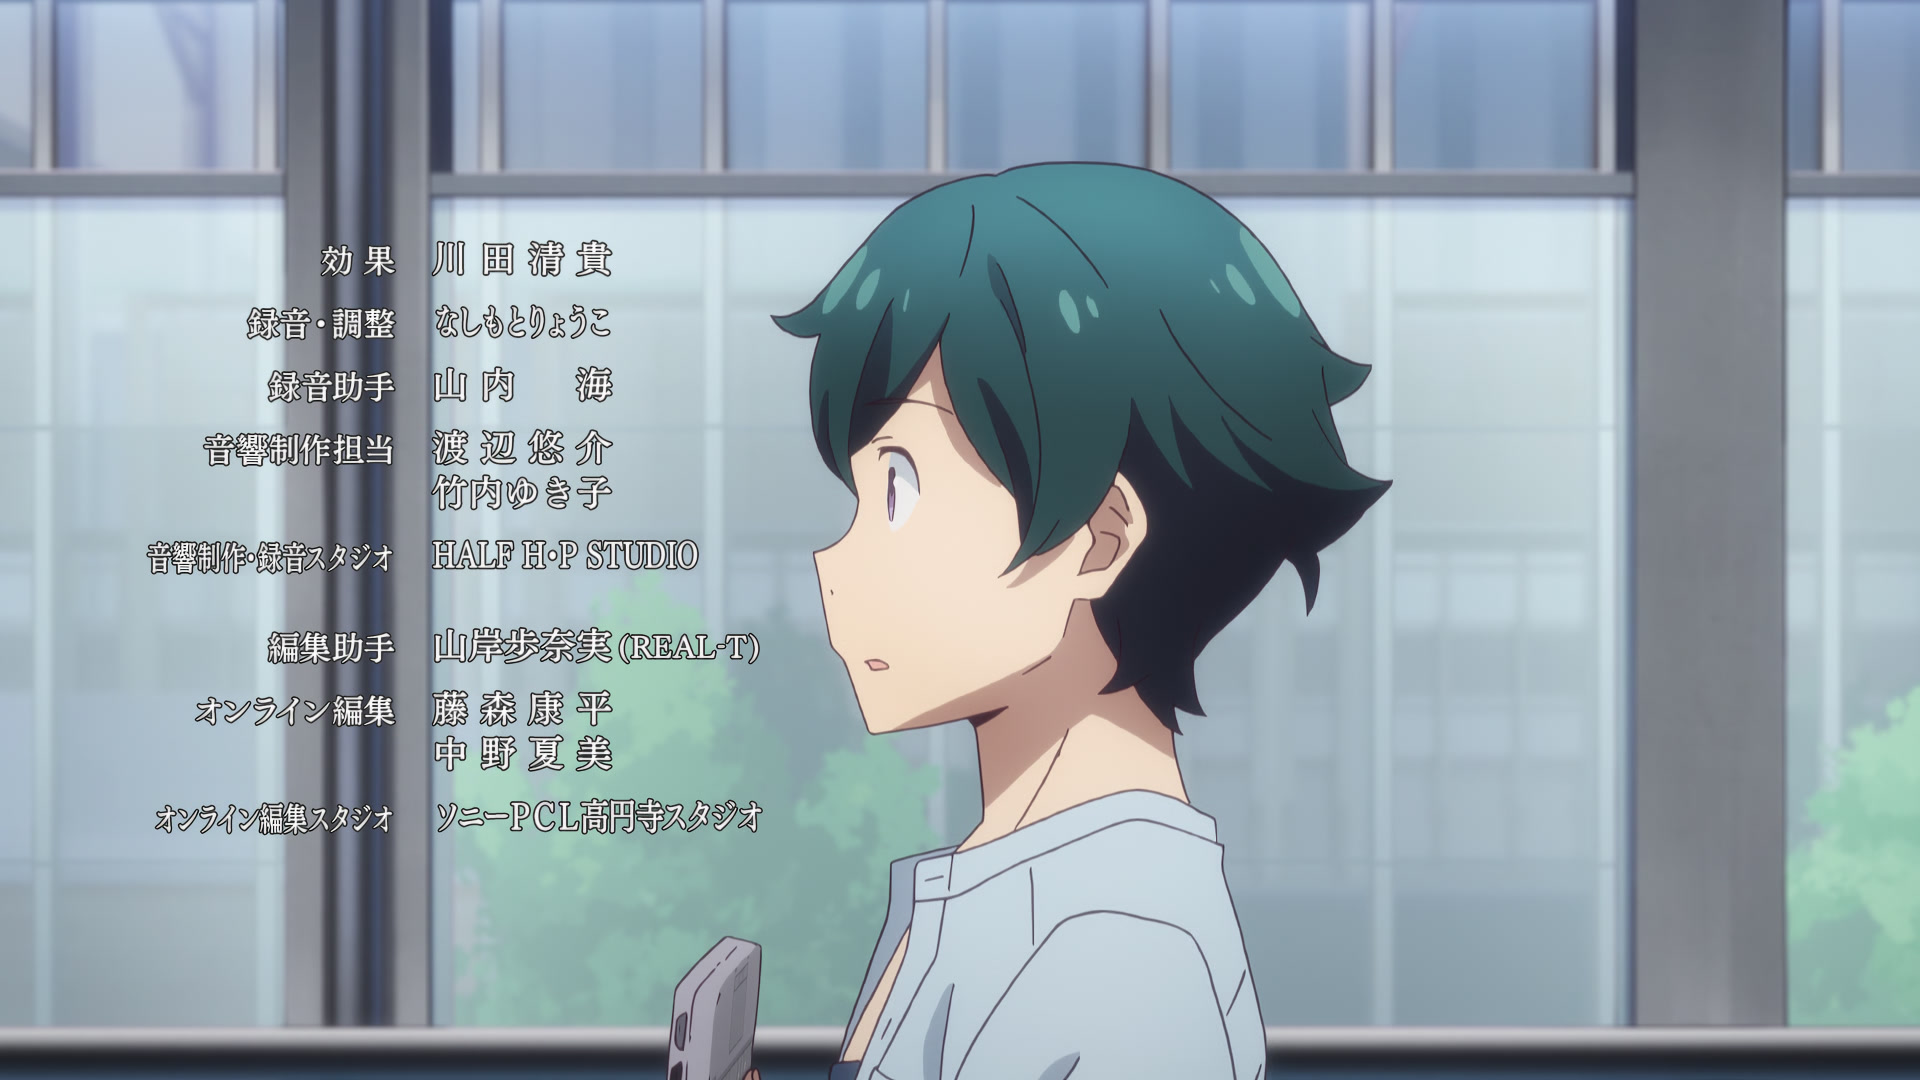 効果 川田清貴
録音・調整 なしもとりょうこ
録音助手 山内 海
音響制作担当 渡辺悠介
竹内ゆき子
音響制作・録音スタジオ HALF H・P STUDIO
編集助手 山岸歩奈実(REAL-T)
オンライン編集 藤森康平
中野夏美
オンライン編集スタジオ ソニーPCL高円寺スタジオ